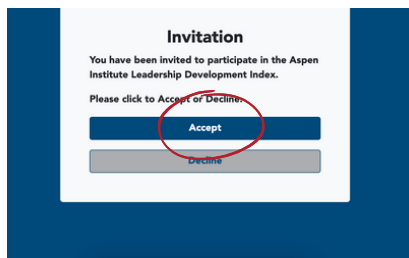 Invitation
You have been invited to participate in the Aspen
Institute Leadership Development Index.
Please click to Accept or Decline.
Accept
Decline